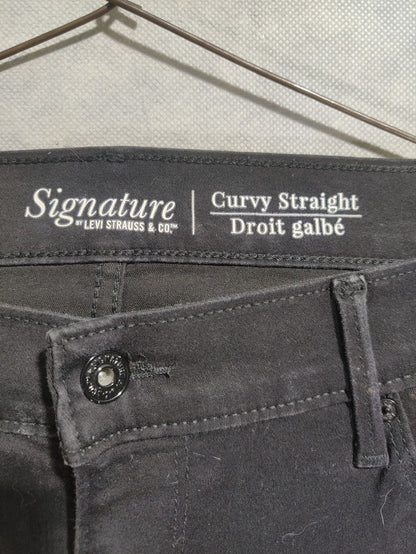 Signature
BY LEVI STRAUSS & CO.™
Curvy Straight
Droit galbé